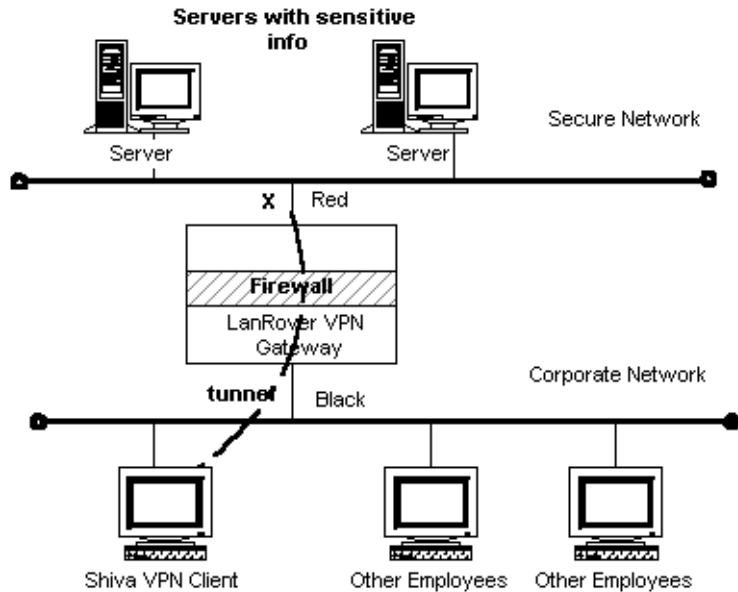 Servers with sensitive
info
Server
Server
Secure Network
X
Red
Firewall
LanRover VPN
Gateway
tunnel
Black
Corporate Network
Shiva VPN Client
Other Employees
Other Employees